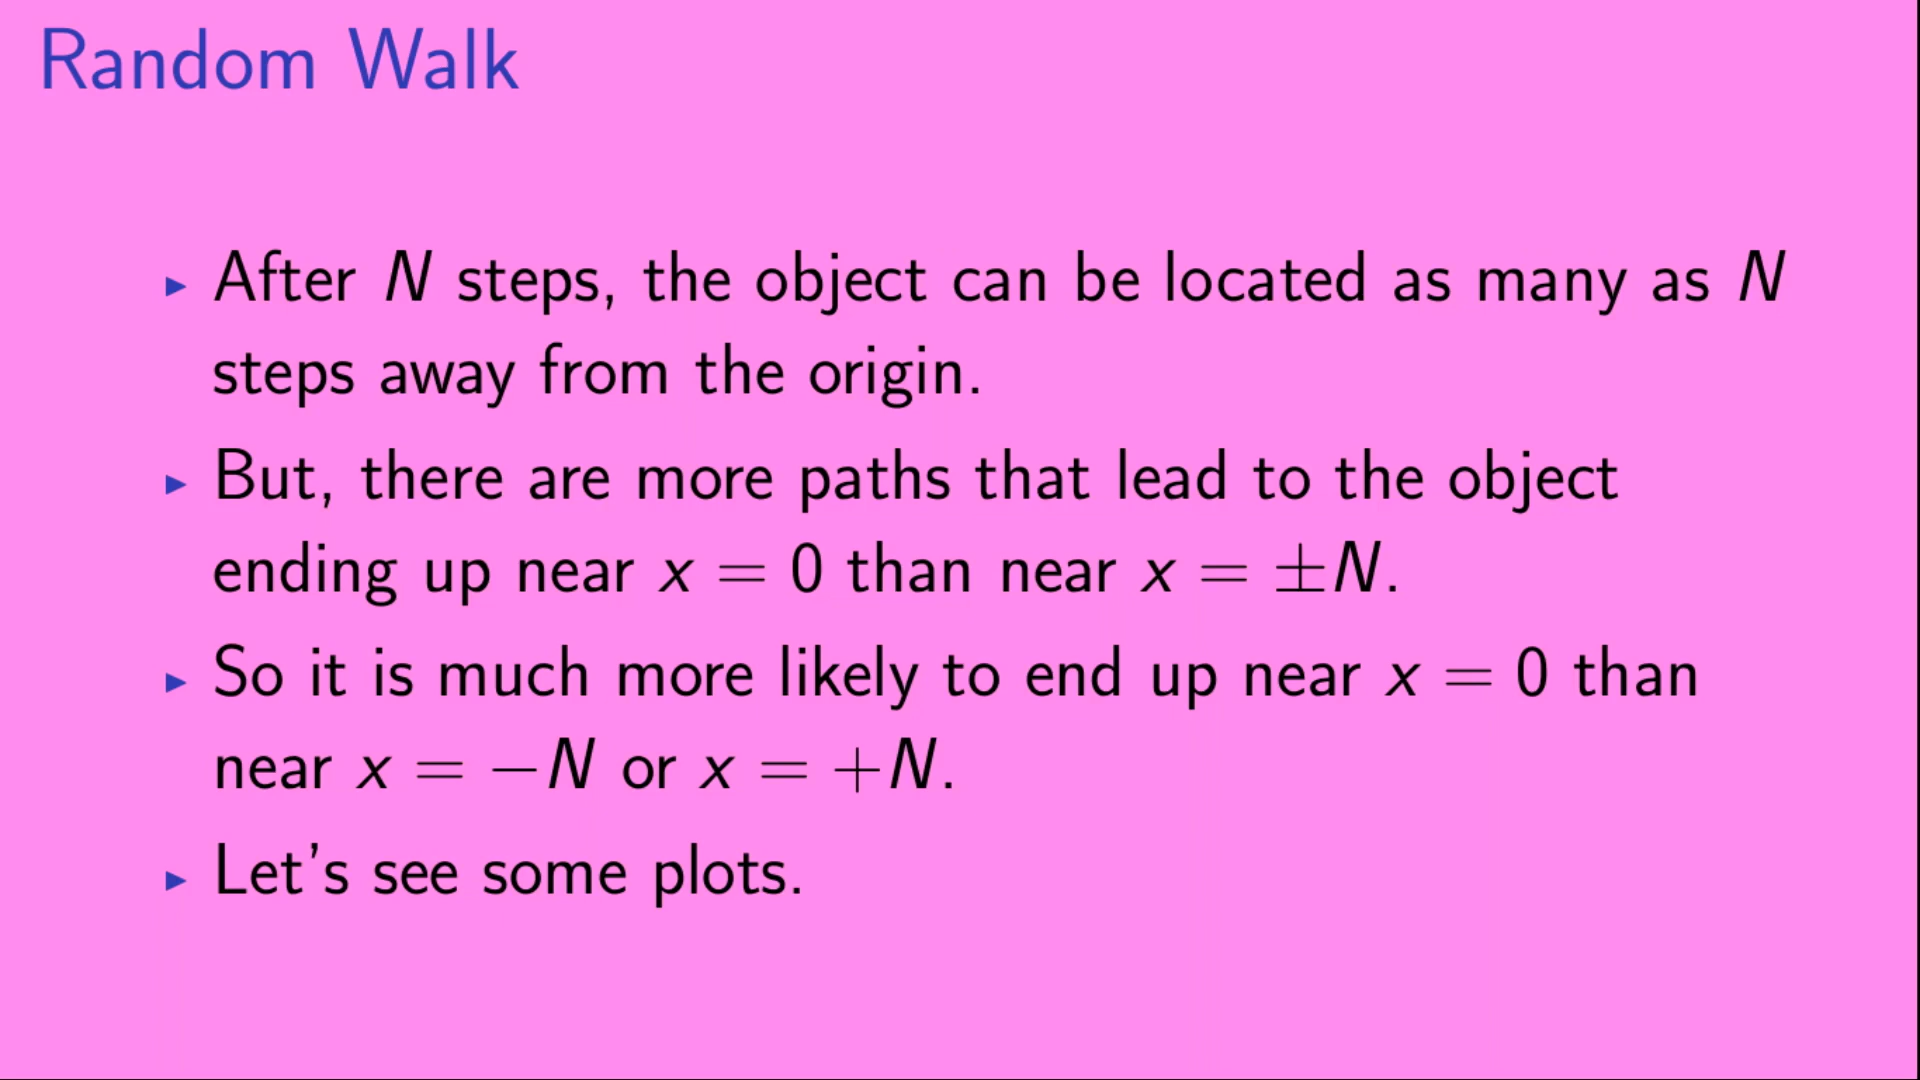 Random Walk
▸ After N steps, the object can be located as many as N
steps away from the origin.
▸ But, there are more paths that lead to the object
ending up near x = 0 than near x = ±N.
▸ So it is much more likely to end up near x = 0 than
near x = −N or x = +N.
▸ Let's see some plots.